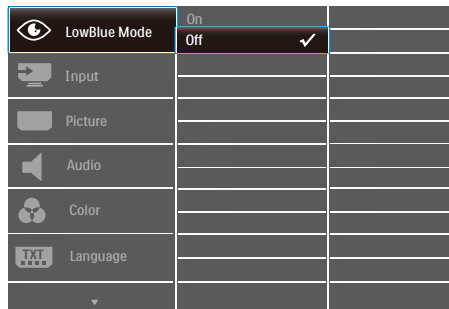 LowBlue Mode
On
Off
Input
Picture
Audio
Color
TXT
Language